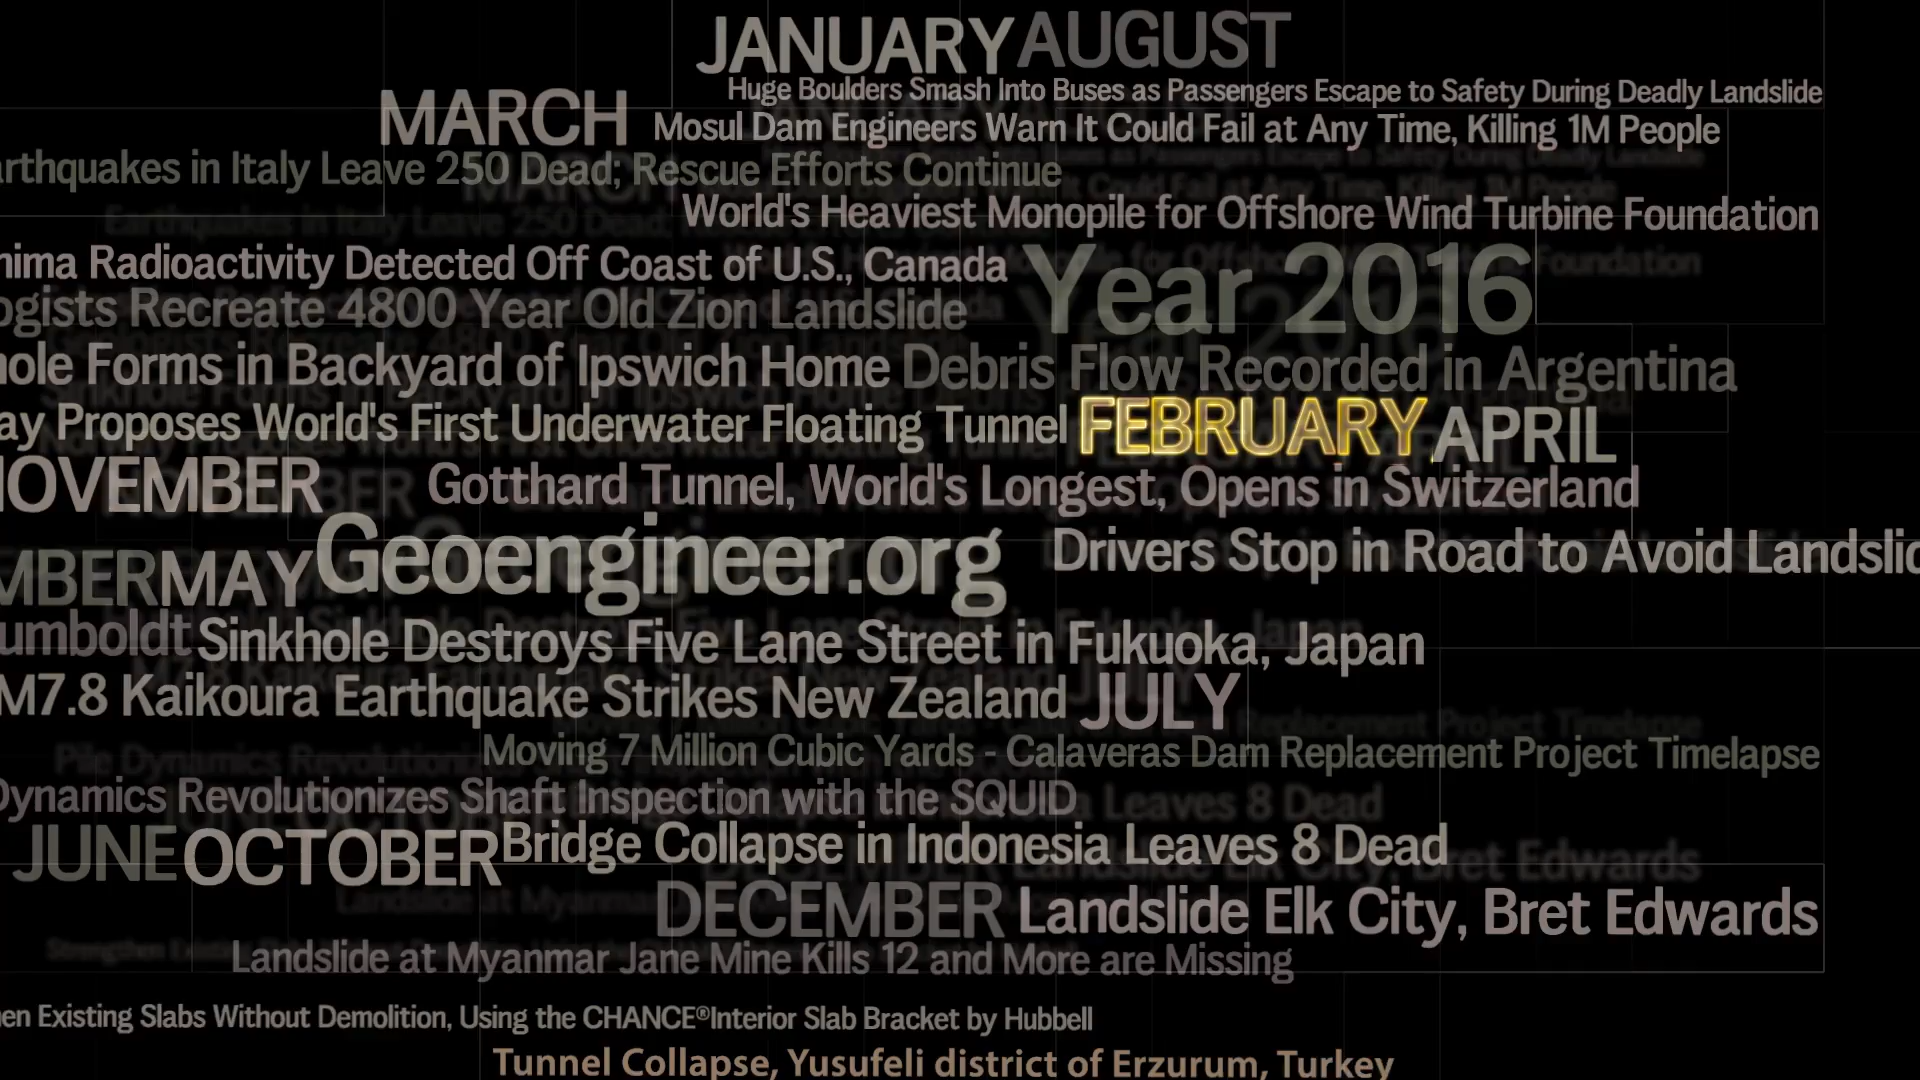 JANUARY AUGUST
Huge Boulders Smash Into Buses as Passengers Escape to Safety During Deadly Landslide
MARCH
Mosul Dam Engineers Warn It Could Fail at Any Time, Killing 1M People
arthquakes in Italy Leave 250 Dead; Rescue Efforts Continue
World's Heaviest Monopile for Offshore Wind Turbine Foundation
hima Radioactivity Detected Off Coast of U.S., Canada
Year 2016
ogists Recreate 4800 Year Old Zion Landslide
hole Forms in Backyard of Ipswich Home
Debris Flow Recorded in Argentina
ay Proposes World's First Underwater Floating Tunnel
FEBRUARY APRIL
NOVEMBER
Gotthard Tunnel, World's Longest, Opens in Switzerland
Geoengineer.org
Drivers Stop in Road to Avoid Landslid
MBER MAY
umboldt
Sinkhole Destroys Five Lane Street in Fukuoka, Japan
M7.8 Kaikoura Earthquake Strikes New Zealand
JULY
Moving 7 Million Cubic Yards - Calaveras Dam Replacement Project Timelapse
Dynamics Revolutionizes Shaft Inspection with the SQUID
JUNE OCTOBER
Bridge Collapse in Indonesia Leaves 8 Dead
DECEMBER
Landslide Elk City, Bret Edwards
Landslide at Myanmar Jane Mine Kills 12 and More are Missing
en Existing Slabs Without Demolition, Using the CHANCE®Interior Slab Bracket by Hubbell
Tunnel Collapse, Yusufeli district of Erzurum, Turkey